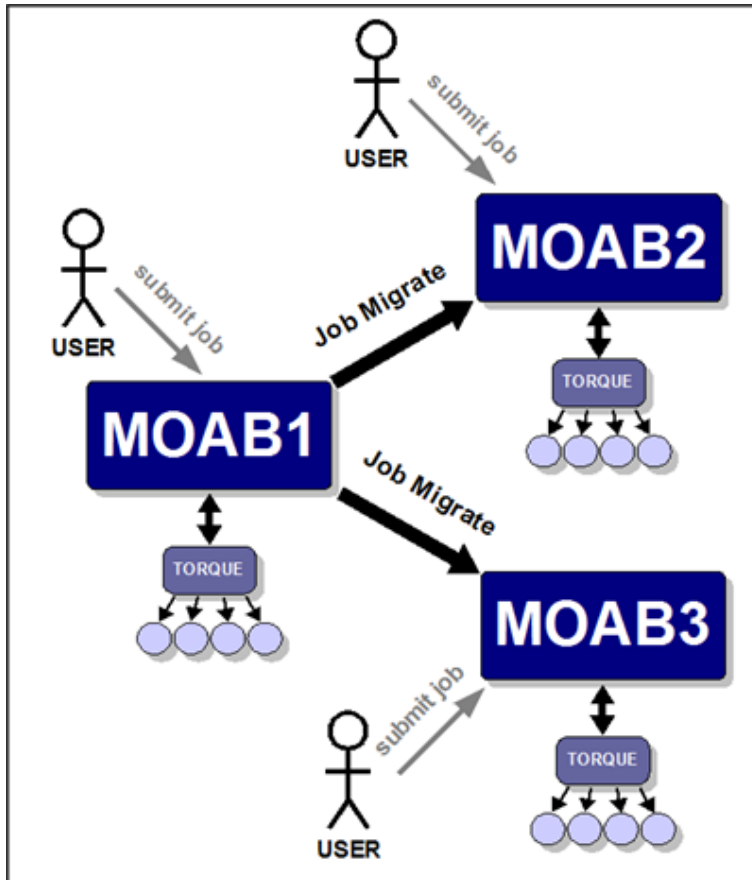 submit job
USER
MOAB2
submit job
USER
Job Migrate
TORQUE
MOAB1
Job Migrate
TORQUE
MOAB3
submit job
USER
TORQUE